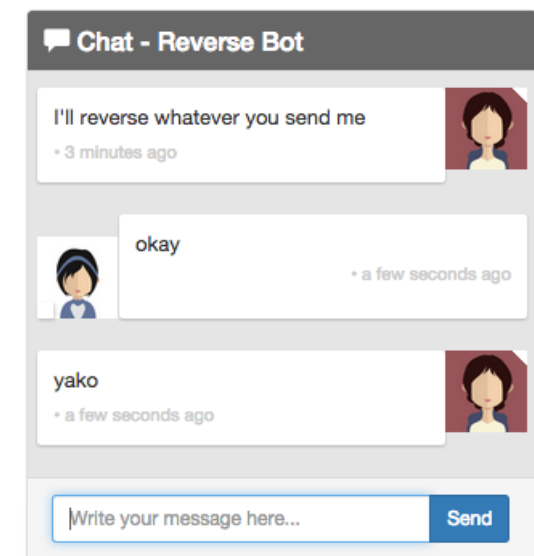 Chat - Reverse Bot
I'll reverse whatever you send me
• 3 minutes ago
okay
• a few seconds ago
yako
• a few seconds ago
Write your message here...
Send